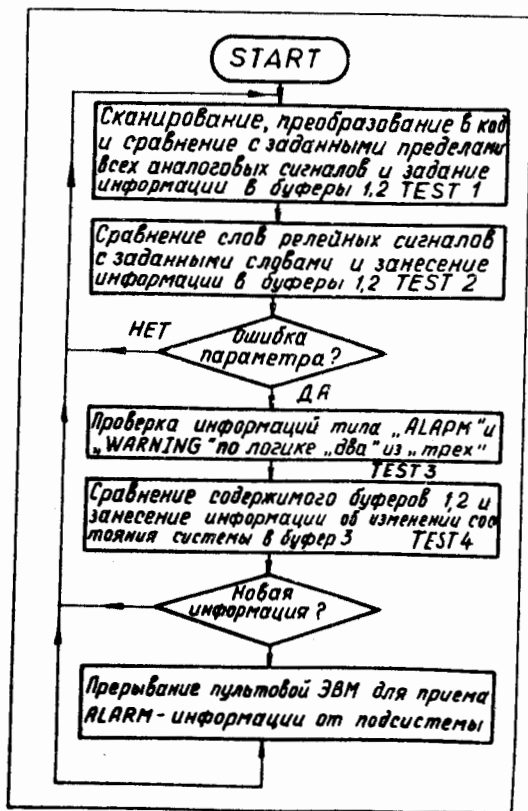 START
Сканирование, преобразование в код
и сравнение с заданными пределами
всех аналоговых сигналов и задание
информации в буферы 1,2 TEST 1
Сравнение слов релейных сигналов
с заданными словами и занесение
информации в буферы 1,2 TEST 2
НЕТ
Ошибка
параметра?
ДА
Проверка информаций типа „ALAPM" и
„WARNING" по логике „два" из „трех"
TEST 3
Сравнение содержимого буферов 1,2 и
занесение информации об изменении сос
тояния системы в буфер 3 TEST 4
Новая
информация?
Прерывание пультовой ЭВМ для приема
ALARM - информации от подсистемы